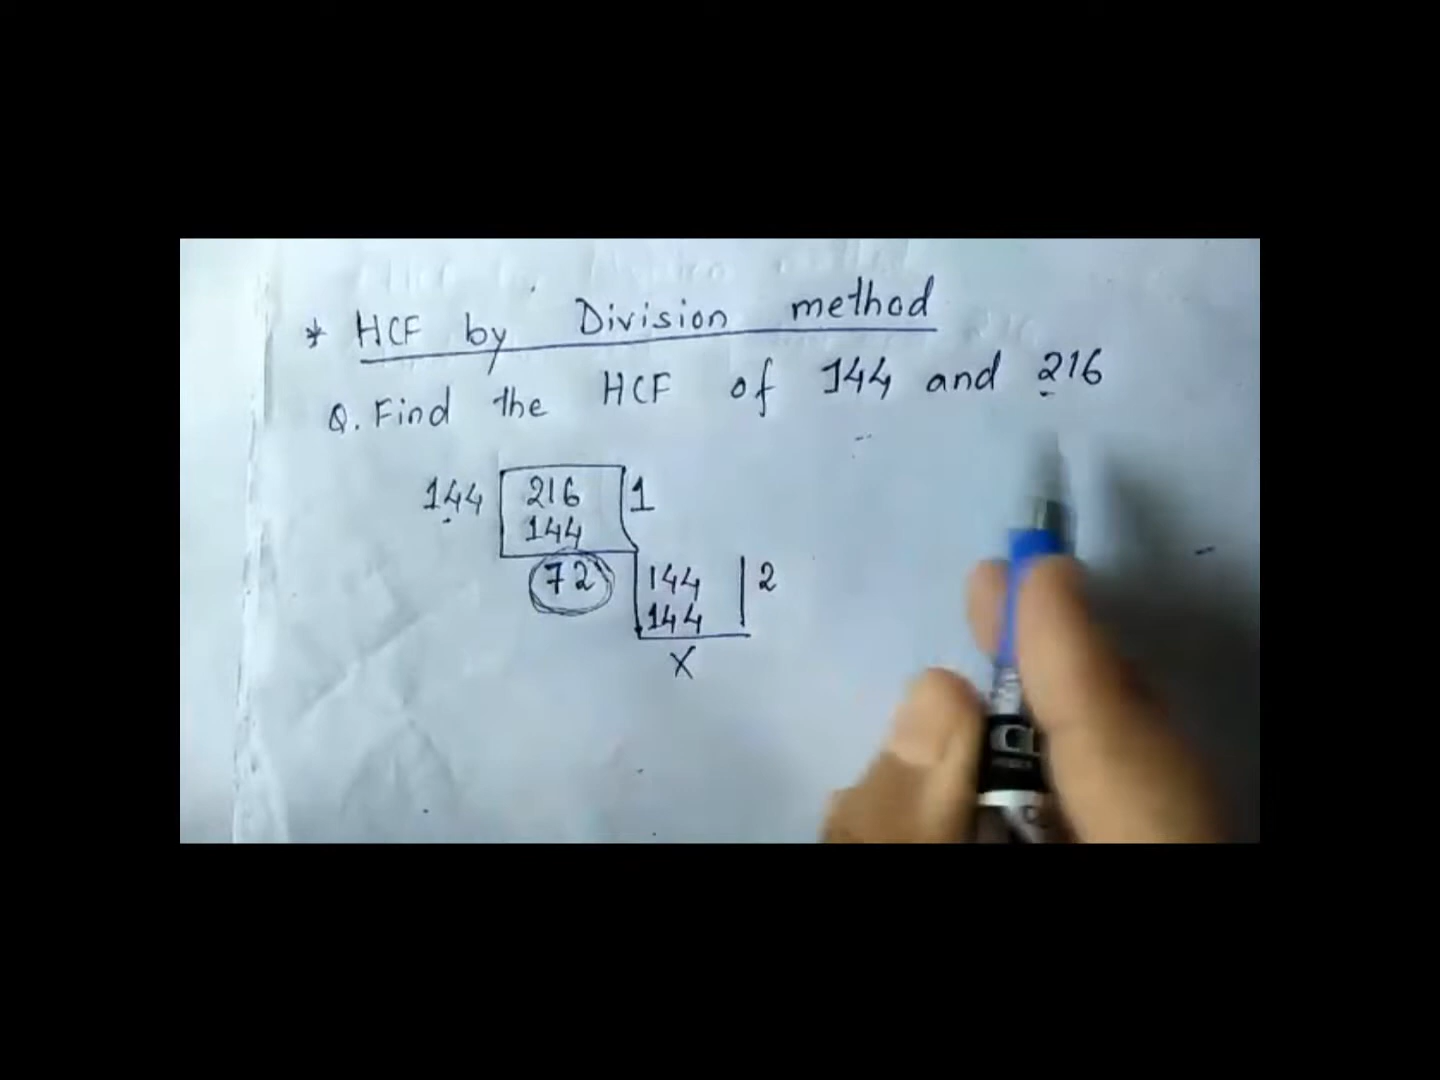 * HCF by Division method
Q. Find the HCF of 144 and 216
144 216 1
144
72 144 2
144
X